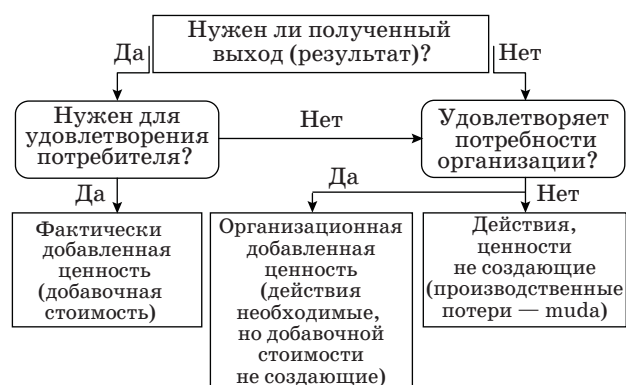 Нужен ли полученный
выход (результат)?
Да
Нет
Нужен для
удовлетворения
потребителя?
Нет
Удовлетворяет
потребности
организации?
Да
Да
Нет
Фактически
добавленная
ценность
(добавочная
стоимость)
Организационная
добавленная
ценность
(действия
необходимые,
но добавочной
стоимости
не создающие)
Действия,
ценности
не создающие
(производственные
потери — muda)